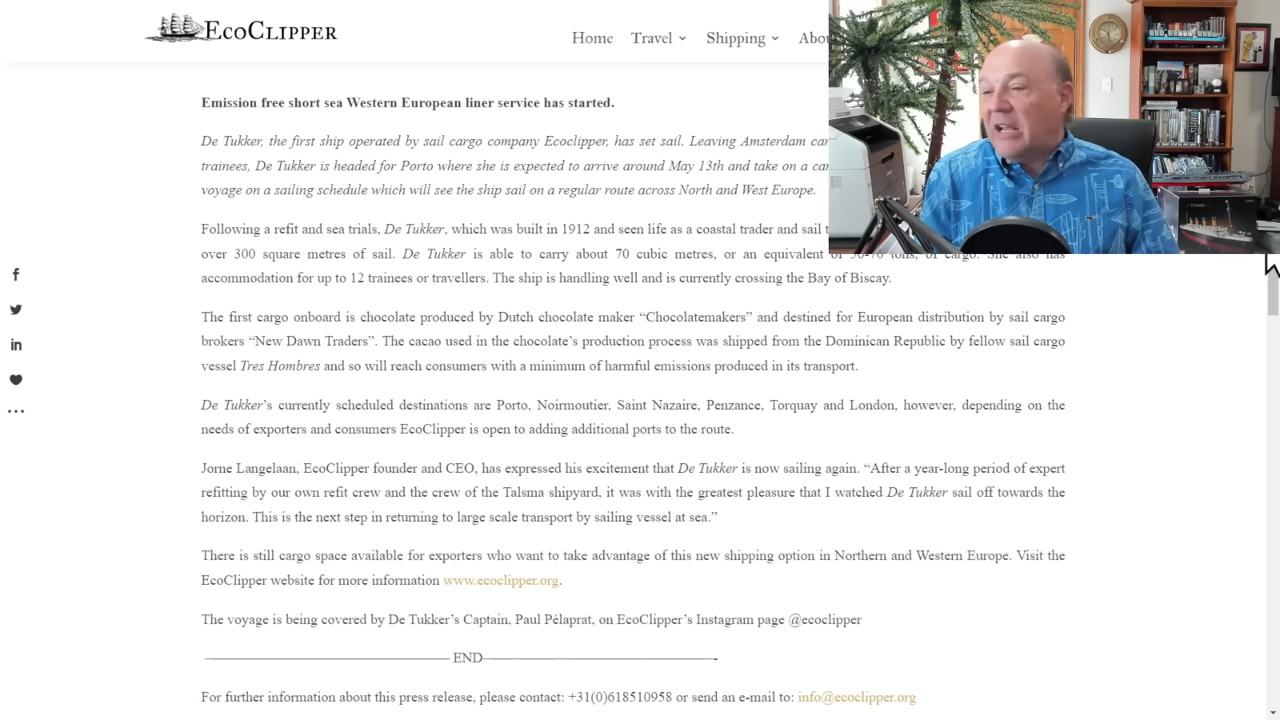 ECOCLIPPER
Home Travel Shipping Abou
Emission free short sea Western European liner service has started.
De Tukker, the first ship operated by sail cargo company Ecoclipper, has set sail. Leaving Amsterdam
trainees, De Tukker is headed for Porto where she is expected to arrive around May 13th and take on a
voyage on a sailing schedule which will see the ship sail on a regular route across North and West Europe.
Following a refit and sea trials, De Tukker, which was built in 1912 and seen life as a coastal trader and sail
over 300 square metres of sail. De Tukker is able to carry about 70 cubic metres, or an equivalent of 50-70 tons, of cargo. She also has
accommodation for up to 12 trainees or travellers. The ship is handling well and is currently crossing the Bay of Biscay.
The first cargo onboard is chocolate produced by Dutch chocolate maker “Chocolatemakers” and destined for European distribution by sail cargo
brokers “New Dawn Traders”. The cacao used in the chocolate’s production process was shipped from the Dominican Republic by fellow sail cargo
vessel Tres Hombres and so will reach consumers with a minimum of harmful emissions produced in its transport.
De Tukker’s currently scheduled destinations are Porto, Noirmoutier, Saint Nazaire, Penzance, Torquay and London, however, depending on the
needs of exporters and consumers EcoClipper is open to adding additional ports to the route.
Jorne Langelaan, EcoClipper founder and CEO, has expressed his excitement that De Tukker is now sailing again. “After a year-long period of expert
refitting by our own refit crew and the crew of the Talsma shipyard, it was with the greatest pleasure that I watched De Tukker sail off towards the
horizon. This is the next step in returning to large scale transport by sailing vessel at sea.”
There is still cargo space available for exporters who want to take advantage of this new shipping option in Northern and Western Europe. Visit the
EcoClipper website for more information www.ecoclipper.org.
The voyage is being covered by De Tukker’s Captain, Paul Pélaprat, on EcoClipper’s Instagram page @ecoclipper
END
For further information about this press release, please contact: +31(0)618510958 or send an e-mail to: info@ecoclipper.org
TITANIC